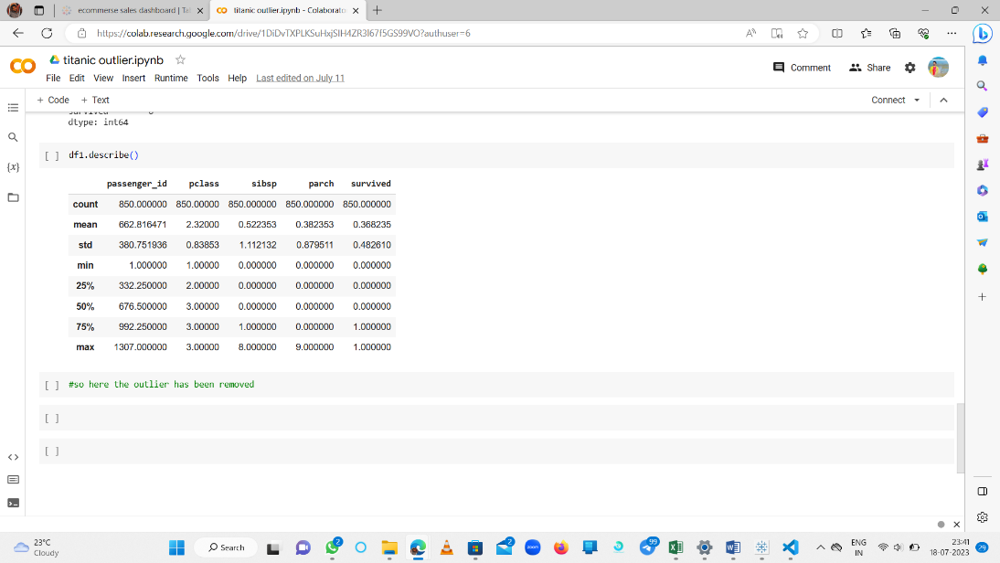 ecommerse sales dashboard | Tab
titanic outlier.ipynb - Colaborato
https://colab.research.google.com/drive/1DiDvTXPLKSuHxjSIH4ZR3l67f5GS99VO?authuser=6
titanic outlier.ipynb
Comment
Share
File Edit View Insert Runtime Tools Help Last edited on July 11
+ Code + Text
Connect
survived 0
dtype: int64
[ ] df1.describe()
passenger_id pclass sibsp parch survived
count 850.000000 850.00000 850.000000 850.000000 850.000000
mean 662.816471 2.32000 0.522353 0.382353 0.368235
std 380.751936 0.83853 1.112132 0.879511 0.482610
min 1.000000 1.00000 0.000000 0.000000 0.000000
25% 332.250000 2.00000 0.000000 0.000000 0.000000
50% 676.500000 3.00000 0.000000 0.000000 0.000000
75% 992.250000 3.00000 1.000000 0.000000 1.000000
max 1307.000000 3.00000 8.000000 9.000000 1.000000
[ ] #so here the outlier has been removed
[ ]
[ ]
{x}
23°C
Cloudy
Search
2
2
zoom
99
ENG
IN
23:41
18-07-2023
29